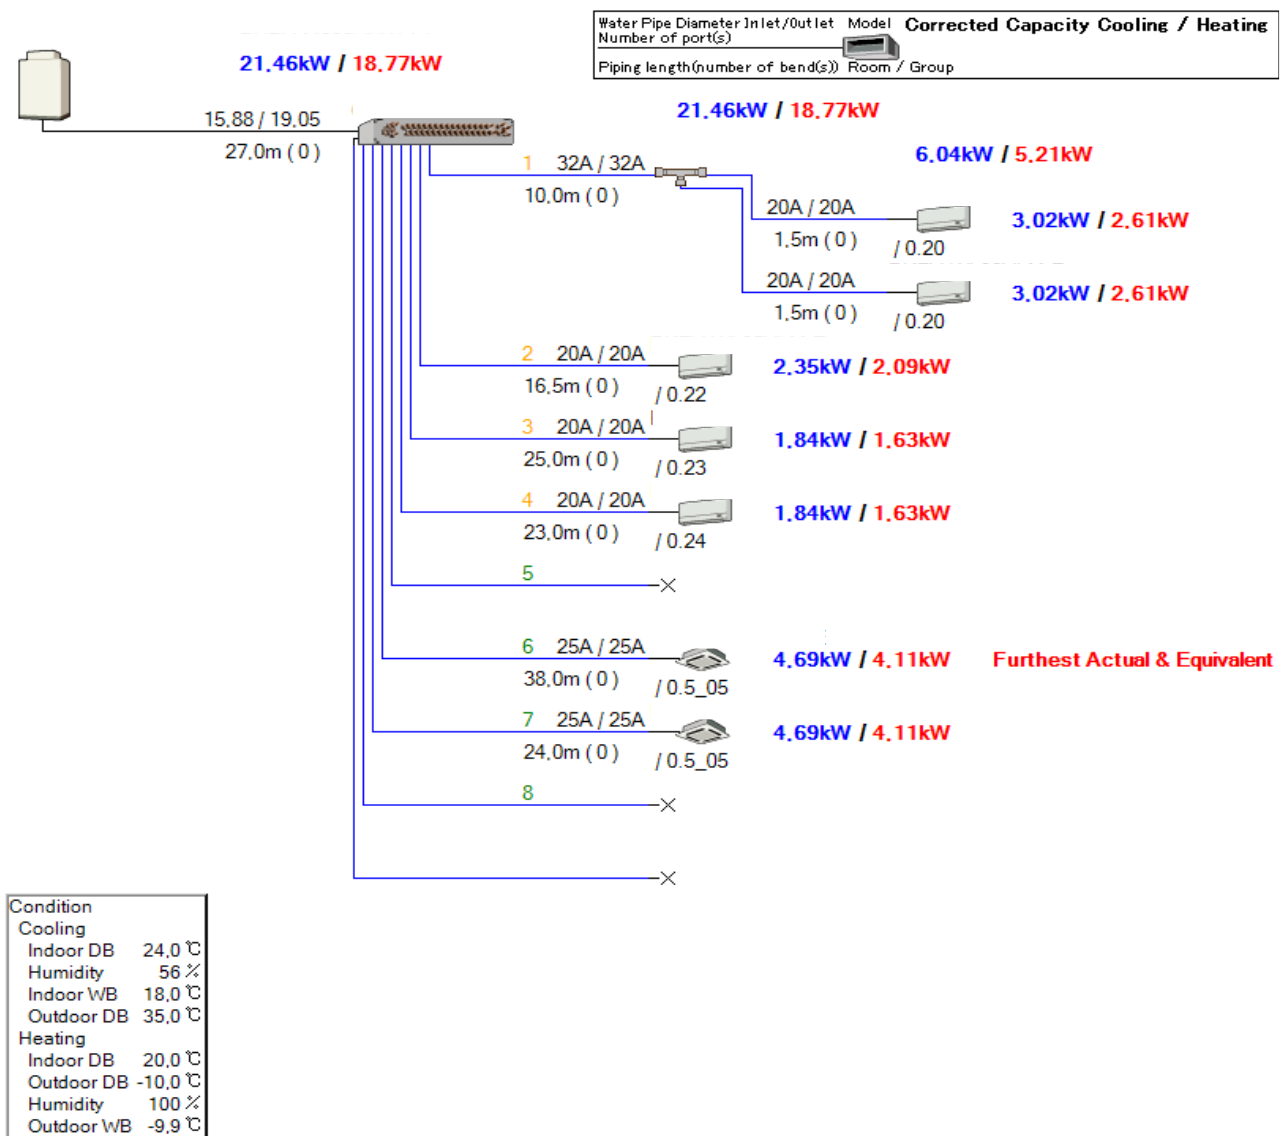 Water Pipe Diameter Inlet/Outlet Model Corrected Capacity Cooling / Heating
Number of port(s)
Piping length(number of bend(s)) Room / Group
21.46kW / 18.77kW
15.88 / 19.05
27.0m ( 0 )
21.46kW / 18.77kW
6.04kW / 5.21kW
1 32A / 32A
10.0m ( 0 )
20A / 20A
1.5m ( 0 )
/ 0.20
3.02kW / 2.61kW
20A / 20A
1.5m ( 0 )
/ 0.20
3.02kW / 2.61kW
2 20A / 20A
16.5m ( 0 )
/ 0.22
2.35kW / 2.09kW
3 20A / 20A
25.0m ( 0 )
/ 0.23
1.84kW / 1.63kW
4 20A / 20A
23.0m ( 0 )
/ 0.24
1.84kW / 1.63kW
5
6 25A / 25A
38.0m ( 0 )
/ 0.5_05
4.69kW / 4.11kW Furthest Actual & Equivalent
7 25A / 25A
24.0m ( 0 )
/ 0.5_05
4.69kW / 4.11kW
8
Condition
Cooling
Indoor DB 24.0 ℃
Humidity 56 %
Indoor WB 18.0 ℃
Outdoor DB 35.0 ℃
Heating
Indoor DB 20.0 ℃
Outdoor DB -10.0 ℃
Humidity 100 %
Outdoor WB -9.9 ℃